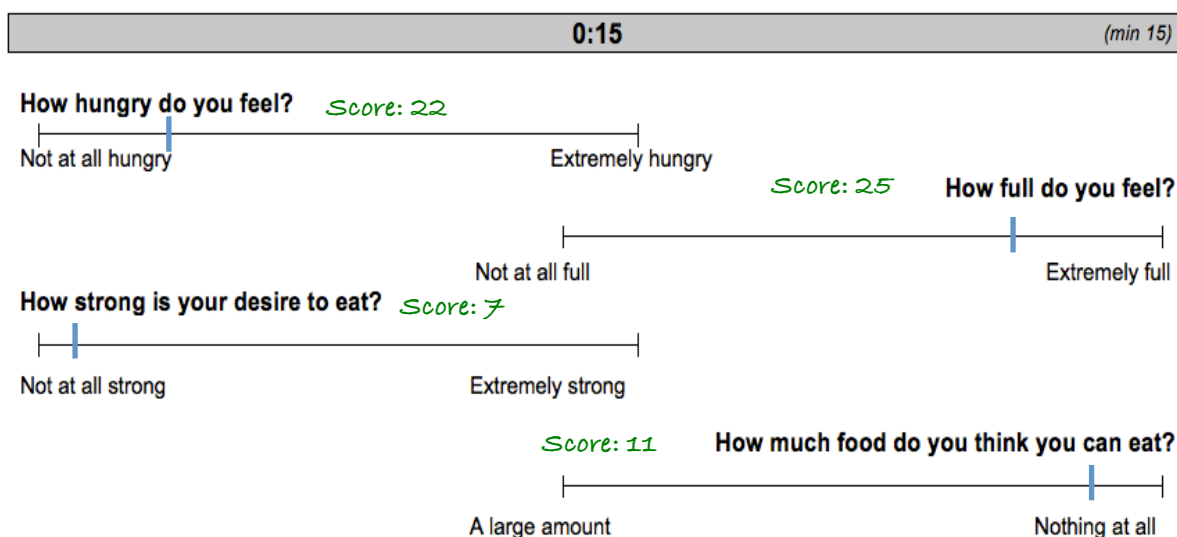 0:15 (min 15)
How hungry do you feel? Score: 22
Not at all hungry Extremely hungry
Score: 25 How full do you feel?
Not at all full Extremely full
How strong is your desire to eat? Score: 7
Not at all strong Extremely strong
Score: 11 How much food do you think you can eat?
A large amount Nothing at all